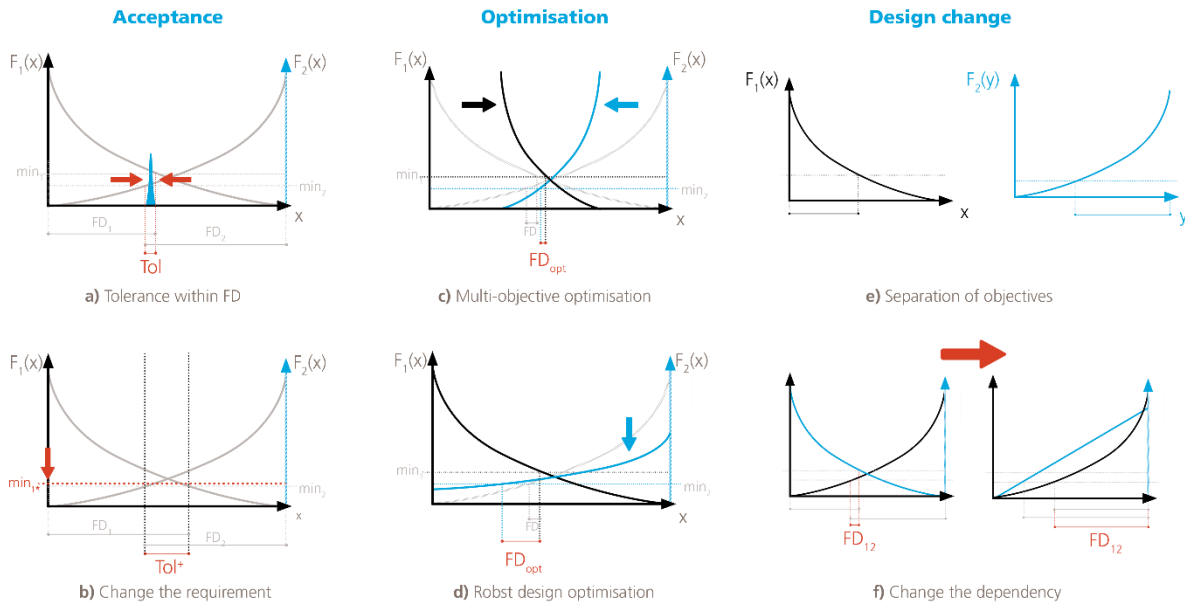 Acceptance
Optimisation
Design change
F₁(x)
F₂(x)
min₁
min₂
x
FD₁
FD₂
Tol
a) Tolerance within FD
F₁(x)
F₂(x)
min₁
min₂
x
FD
FDopt
c) Multi-objective optimisation
F₁(x)
x
F₂(y)
y
e) Separation of objectives
F₁(x)
F₂(x)
min₁*
min₂
x
FD₁
FD₂
Tol⁺
b) Change the requirement
F₁(x)
F₂(x)
min₁
min₂
x
FD
FDopt
d) Robst design optimisation
FD₁₂
FD₁₂
f) Change the dependency